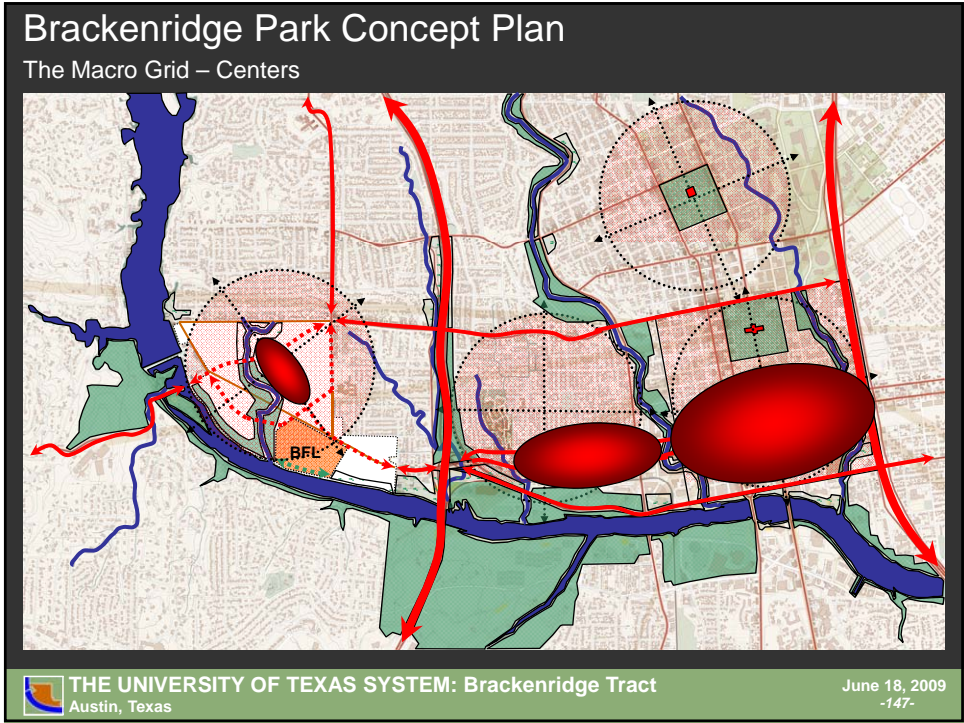 Brackenridge Park Concept Plan
The Macro Grid – Centers
BFL
THE UNIVERSITY OF TEXAS SYSTEM: Brackenridge Tract
Austin, Texas
June 18, 2009
-147-